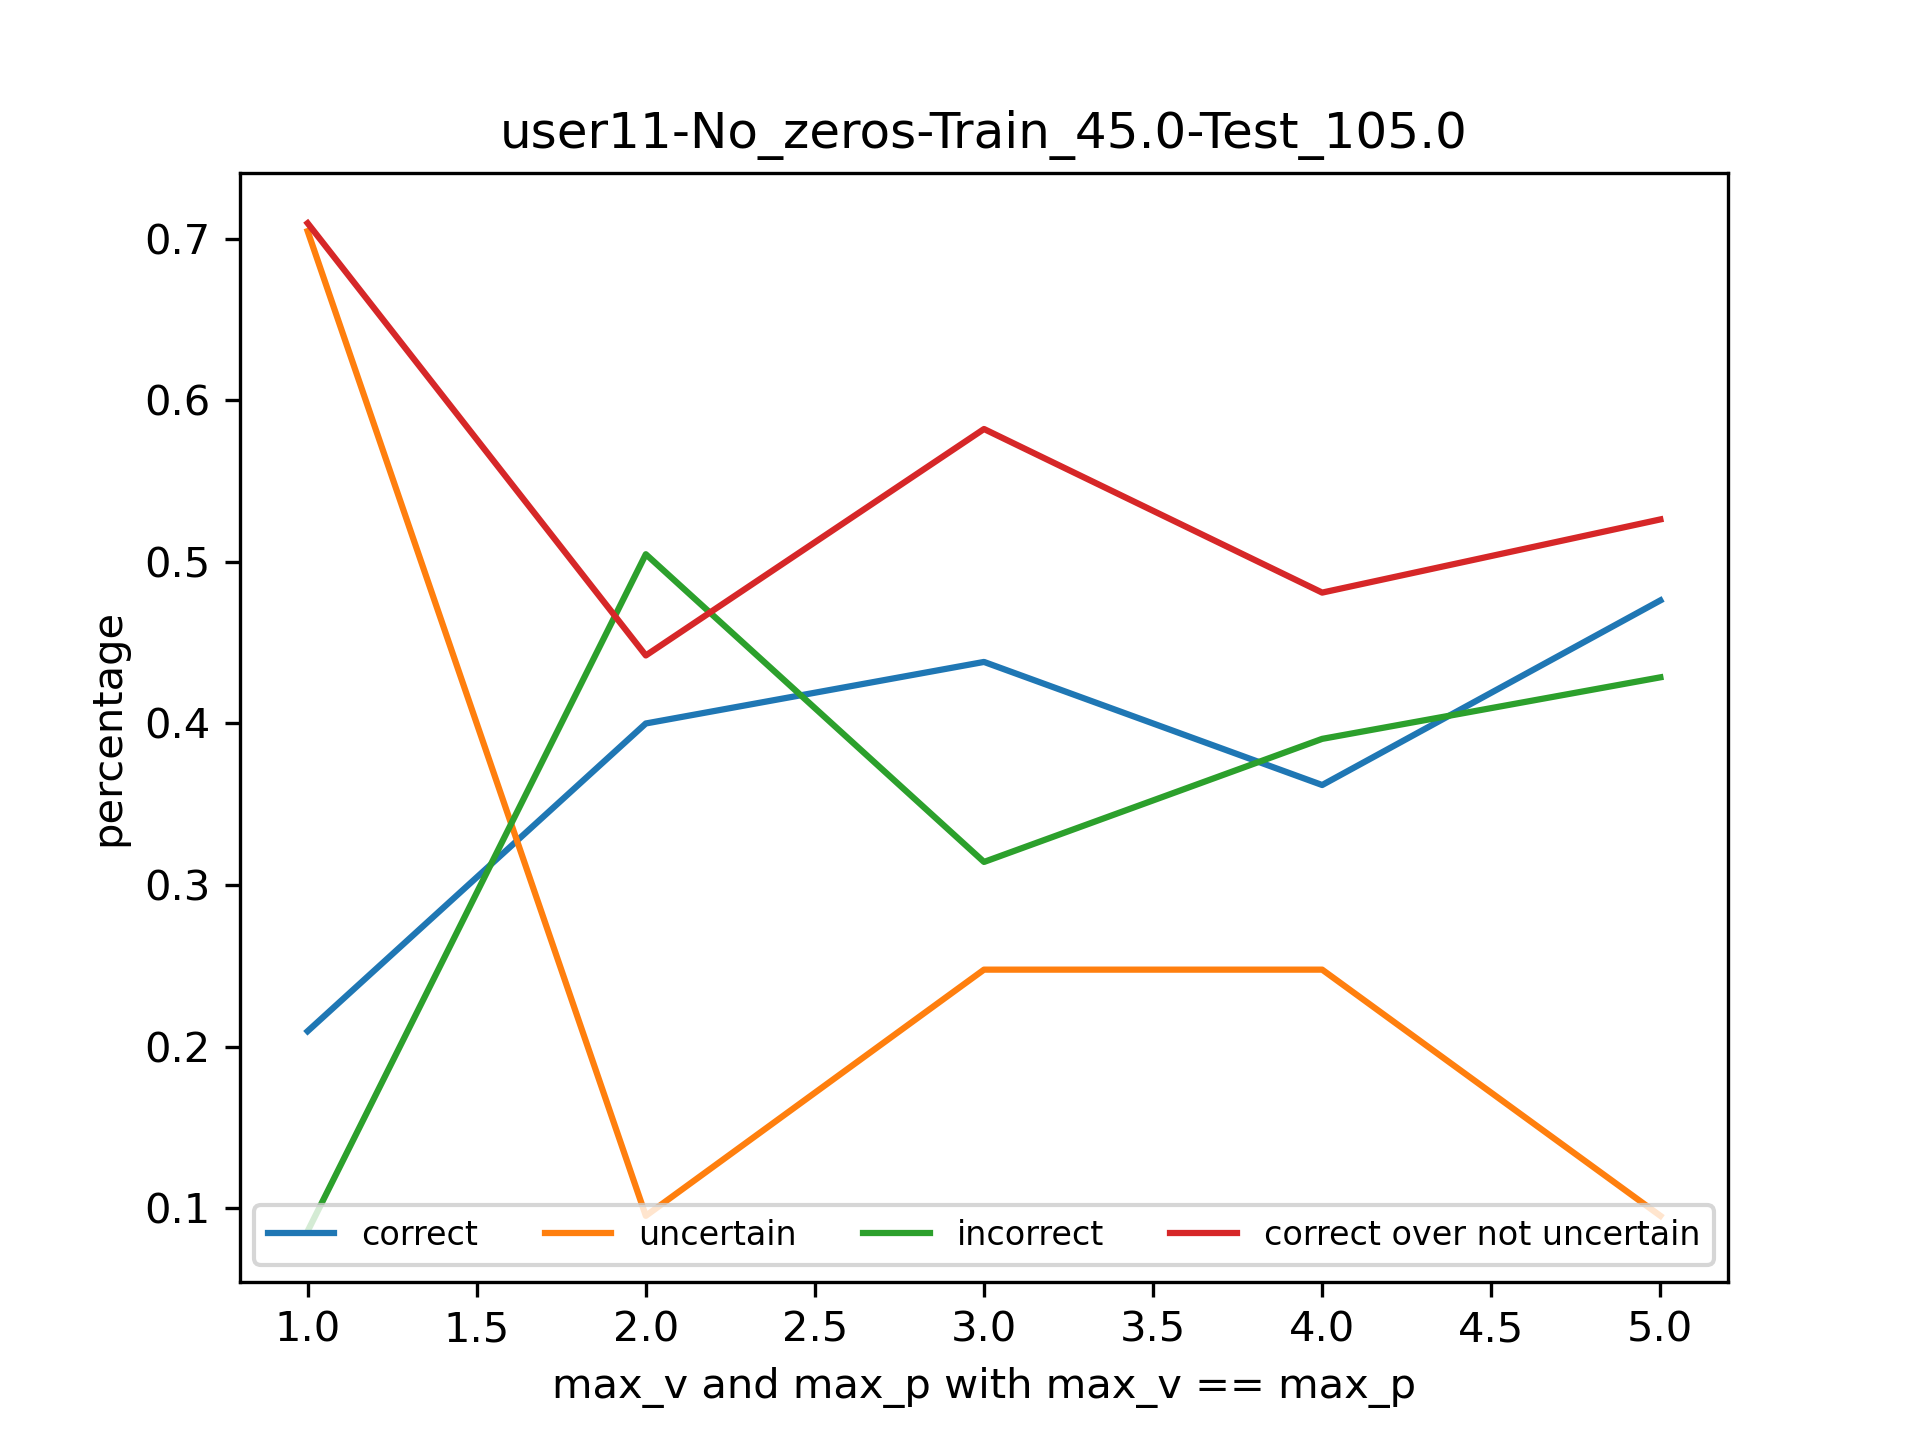 user11-No_zeros-Train_45.0-Test_105.0
percentage
0.7
0.6
0.5
0.4
0.3
0.2
0.1
correct uncertain incorrect correct over not uncertain
1.0 1.5 2.0 2.5 3.0 3.5 4.0 4.5 5.0
max_v and max_p with max_v == max_p